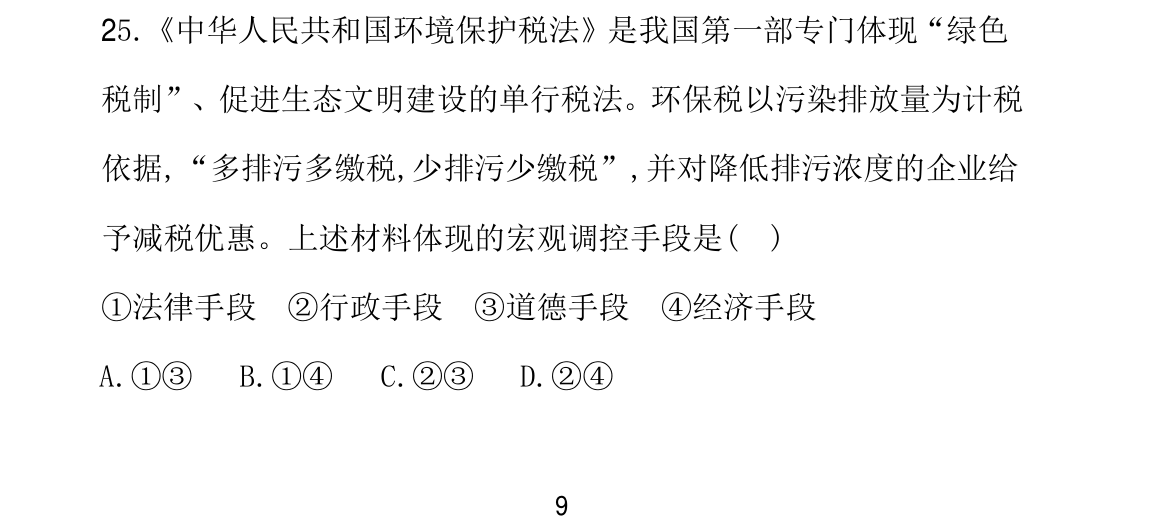 25.《中华人民共和国环境保护税法》是我国第一部专门体现“绿色
税制”、促进生态文明建设的单行税法。环保税以污染排放量为计税
依据,“多排污多缴税,少排污少缴税”,并对降低排污浓度的企业给
予减税优惠。上述材料体现的宏观调控手段是( )
①法律手段 ②行政手段 ③道德手段 ④经济手段
A.①③ B.①④ C.②③ D.②④
9